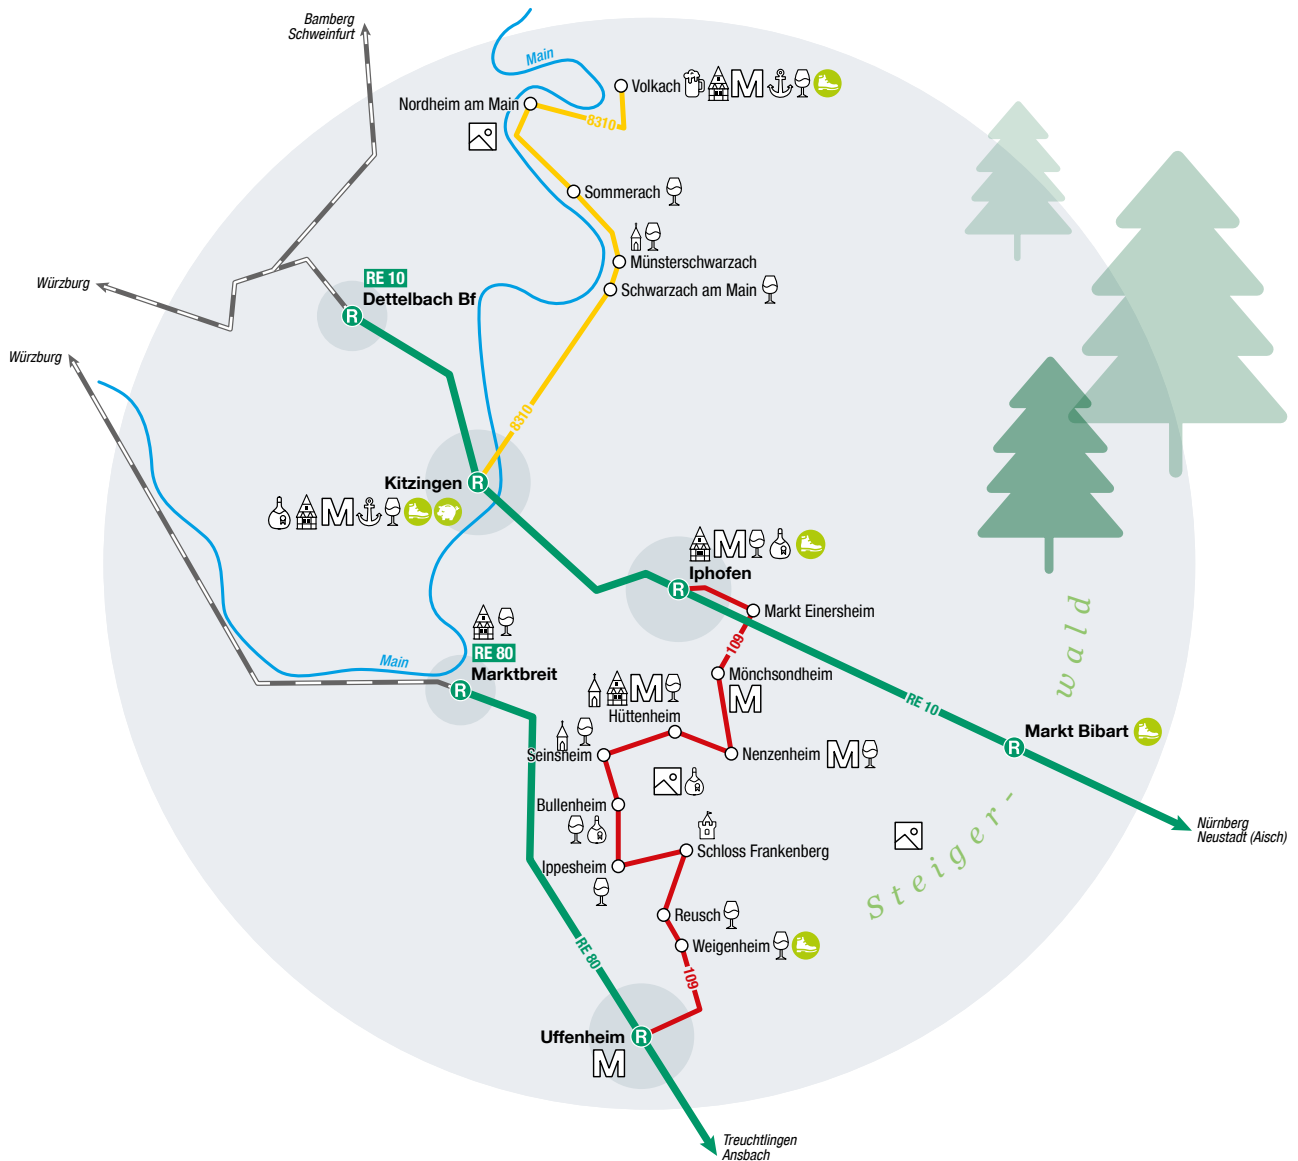 Bamberg
Schweinfurt
Main
Volkach
M
Nordheim am Main
8310
Sommerach
Münsterschwarzach
Schwarzach am Main
Würzburg
RE 10
Dettelbach Bf
R
Würzburg
8310
Kitzingen
R
M
M
Iphofen
R
Markt Einersheim
109
Mönchsondheim
M
RE 80
Marktbreit
R
Main
M
Hüttenheim
Seinsheim
Nenzenheim
M
RE 10
Markt Bibart
R
Steiger-
wald
Bullenheim
Ippesheim
Schloss Frankenberg
Reusch
Weigenheim
109
RE 80
Uffenheim
R
M
Nürnberg
Neustadt (Aisch)
Treuchtlingen
Ansbach